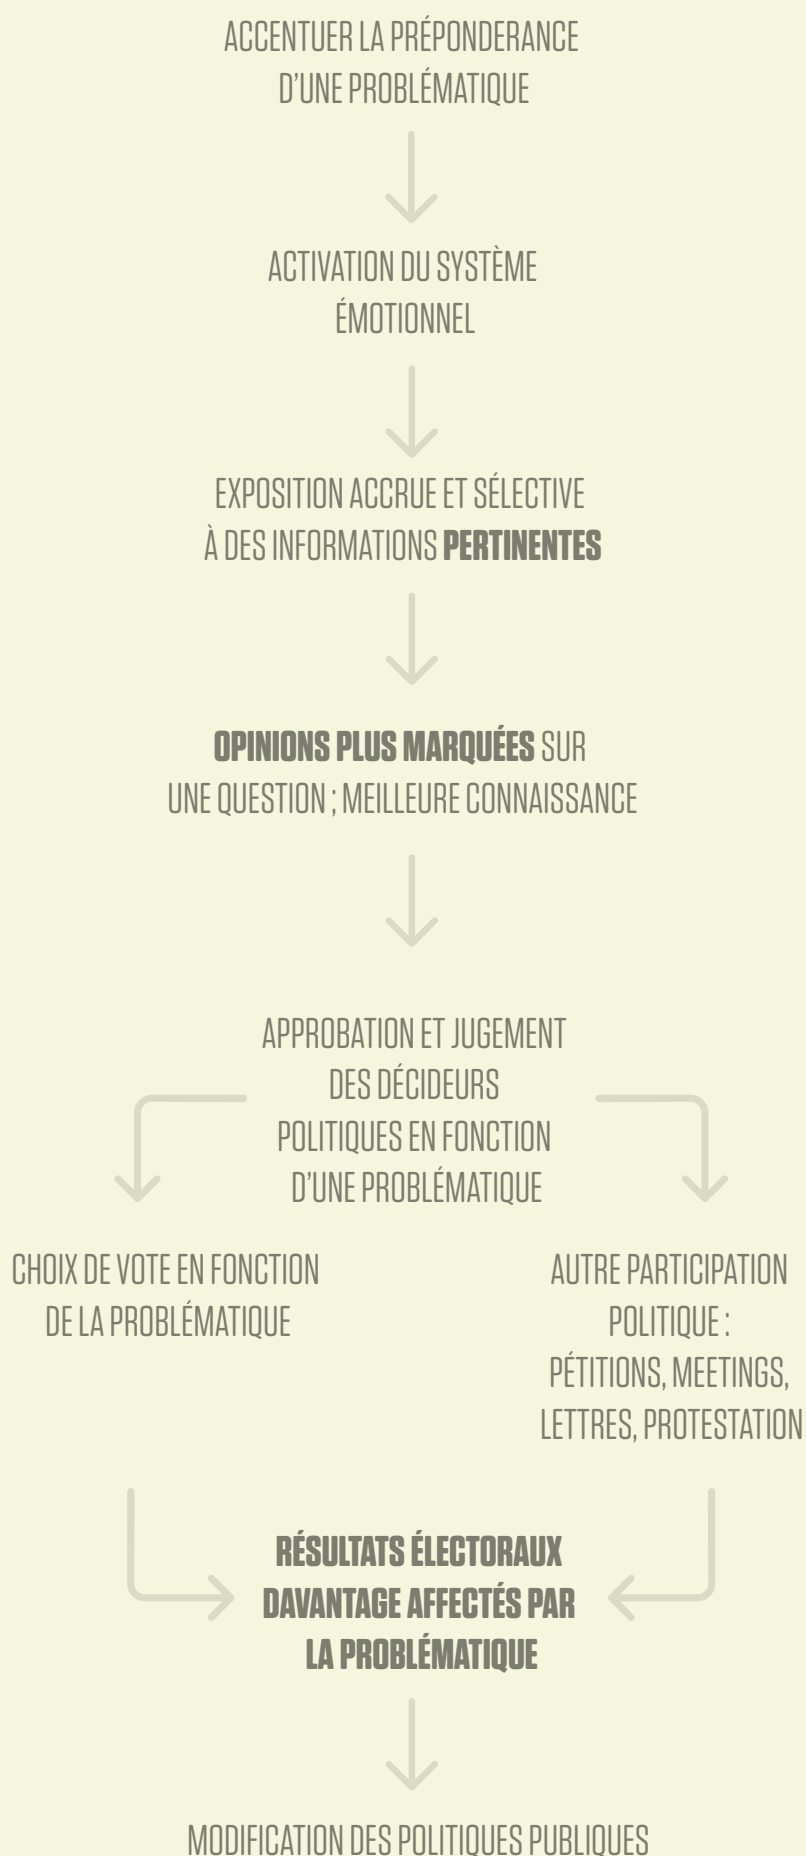 ACCENTUER LA PRÉPONDERANCE
D'UNE PROBLÉMATIQUE
ACTIVATION DU SYSTÈME
ÉMOTIONNEL
EXPOSITION ACCRUE ET SÉLECTIVE
À DES INFORMATIONS PERTINENTES
OPINIONS PLUS MARQUÉES SUR
UNE QUESTION ; MEILLEURE CONNAISSANCE
APPROBATION ET JUGEMENT
DES DÉCIDEURS
POLITIQUES EN FONCTION
D'UNE PROBLÉMATIQUE
CHOIX DE VOTE EN FONCTION
DE LA PROBLÉMATIQUE
AUTRE PARTICIPATION
POLITIQUE :
PÉTITIONS, MEETINGS,
LETTRES, PROTESTATION
RÉSULTATS ÉLECTORAUX
DAVANTAGE AFFECTÉS PAR
LA PROBLÉMATIQUE
MODIFICATION DES POLITIQUES PUBLIQUES